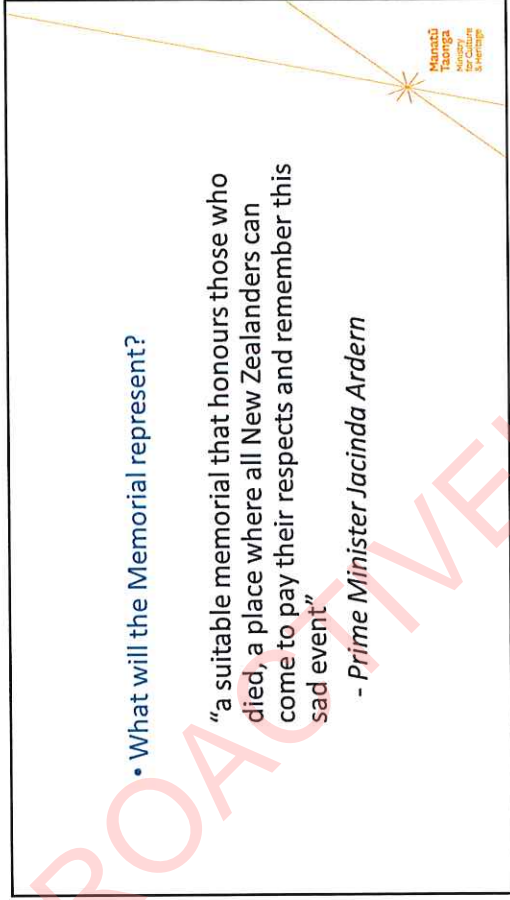 • What will the Memorial represent?
“a suitable memorial that honours those who
died, a place where all New Zealanders can
come to pay their respects and remember this
sad event”
- Prime Minister Jacinda Ardern
Manatū
Taonga
Ministry
for Culture
& Heritage
ROACTIVE